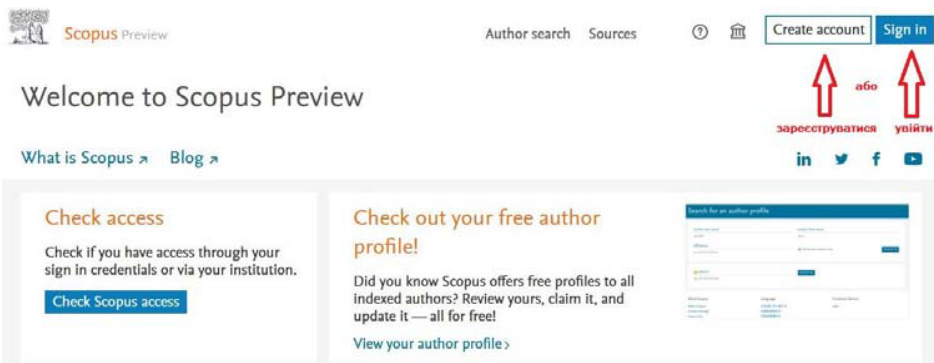 Scopus Preview
Author search Sources
Create account
Sign in
або
зареєструватися увійти
Welcome to Scopus Preview
What is Scopus Blog
Check access
Check if you have access through your
sign in credentials or via your institution.
Check Scopus access
Check out your free author
profile!
Did you know Scopus offers free profiles to all
indexed authors? Review yours, claim it, and
update it — all for free!
View your author profile
Search for an author profile